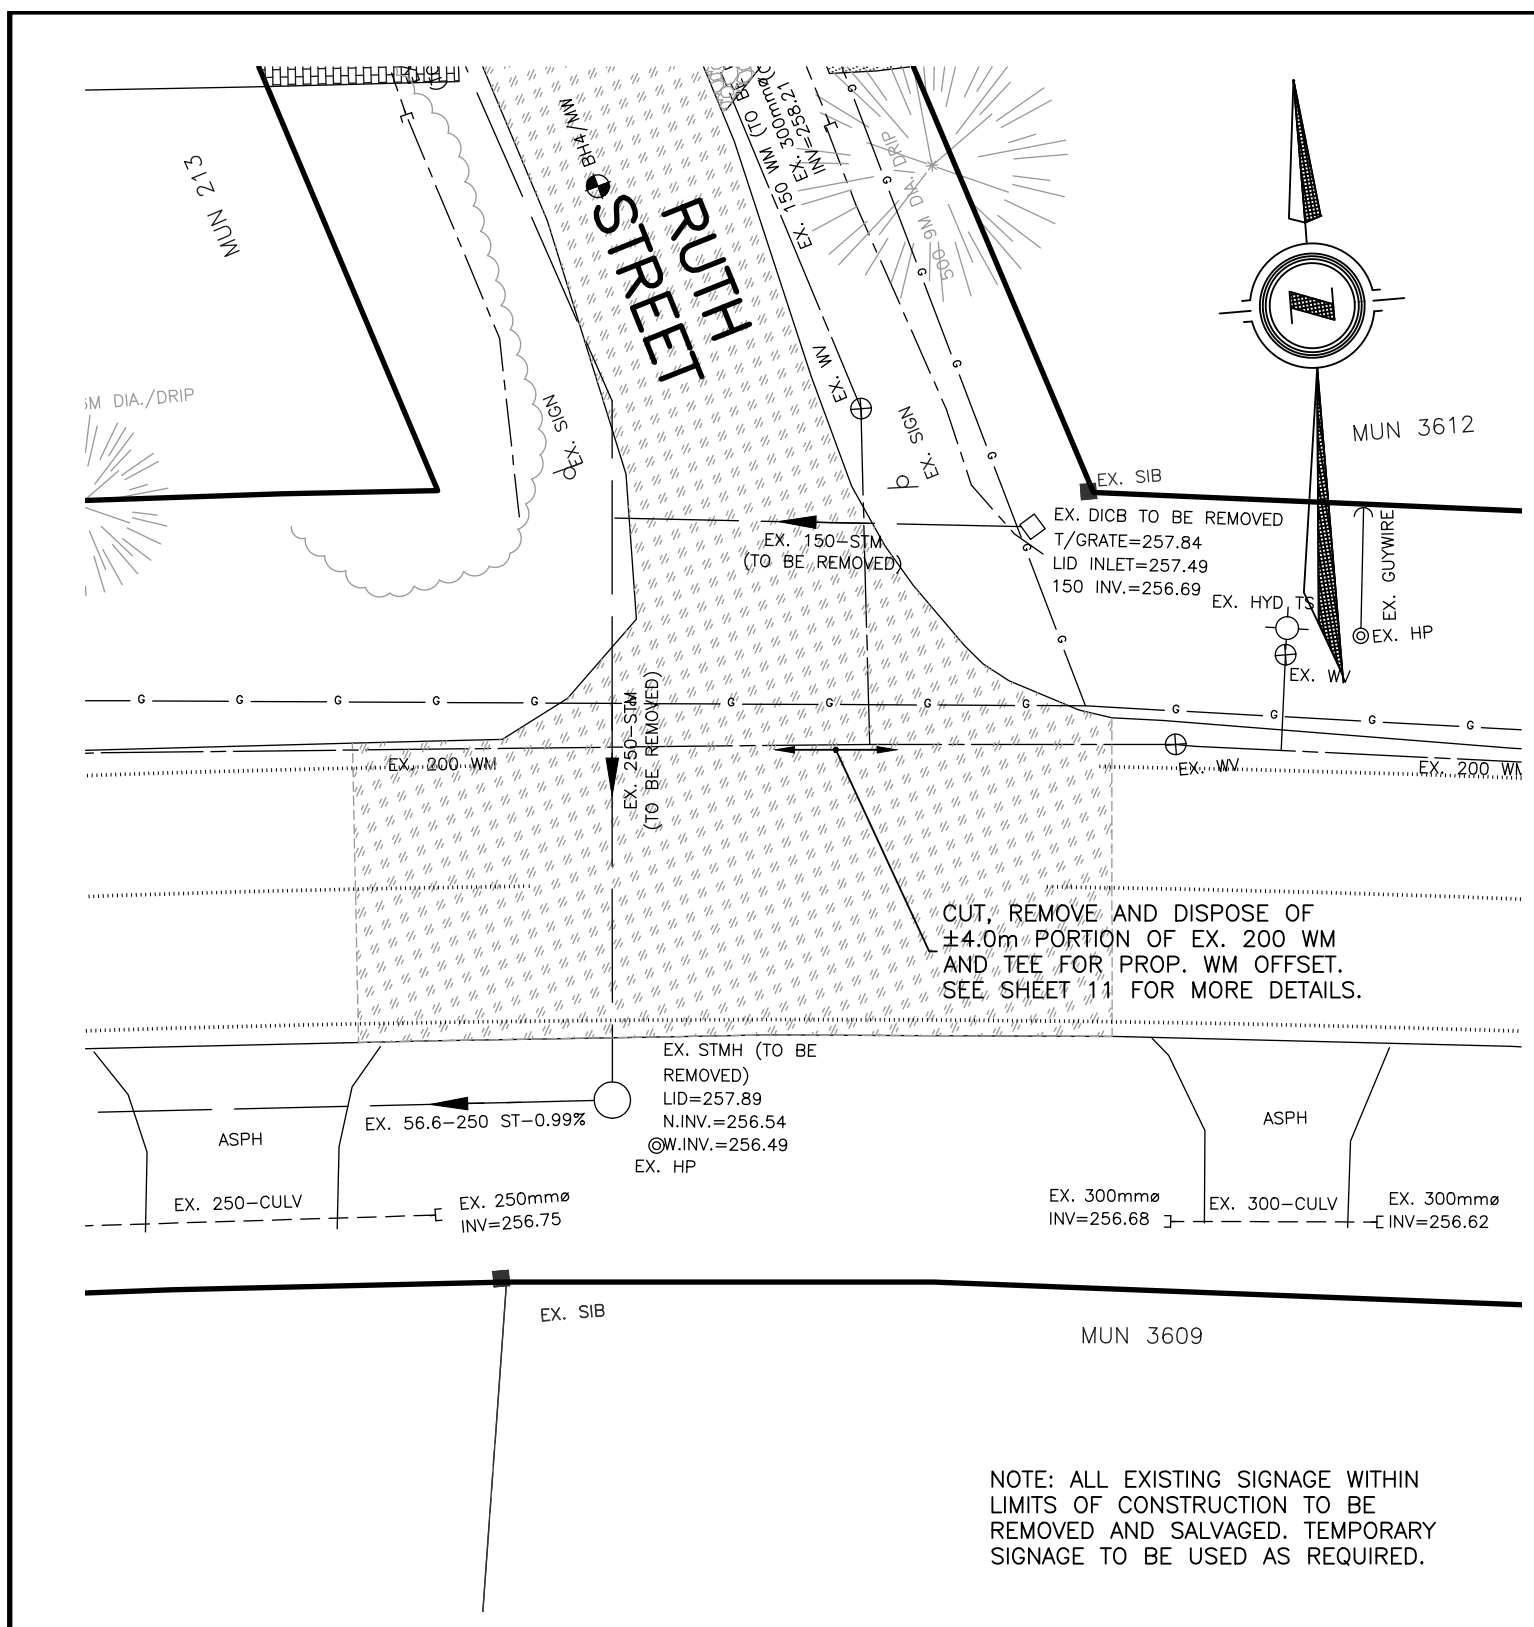 MUN 213
BH4/MW
RUTH
STREET
EX. 150 WM (TO BE
EX. 300mmø
INV=258.21
500 9M DIA./DRIP
M DIA./DRIP
EX. SIGN
EX. WV
EX. SIGN
MUN 3612
EX. SIB
EX. DICB TO BE REMOVED
T/GRATE=257.84
LID INLET=257.49
150 INV.=256.69
EX. 150-STM
(TO BE REMOVED)
EX. HYD TS
EX. GUYWIRE
EX. HP
EX. WV
G G G G G G G
G G G G G G G G G G G G G G
EX. 200 WM
EX. 250-STM
(TO BE REMOVED)
EX. WV
EX. 200 WM
CUT, REMOVE AND DISPOSE OF
±4.0m PORTION OF EX. 200 WM
AND TEE FOR PROP. WM OFFSET.
SEE SHEET 11 FOR MORE DETAILS.
EX. STMH (TO BE
REMOVED)
LID=257.89
N.INV.=256.54
W.INV.=256.49
EX. HP
EX. 56.6-250 ST-0.99%
ASPH
ASPH
EX. 250-CULV
EX. 250mmø
INV=256.75
EX. 300mmø
INV=256.68
EX. 300-CULV
EX. 300mmø
INV=256.62
EX. SIB
MUN 3609
NOTE: ALL EXISTING SIGNAGE WITHIN
LIMITS OF CONSTRUCTION TO BE
REMOVED AND SALVAGED. TEMPORARY
SIGNAGE TO BE USED AS REQUIRED.